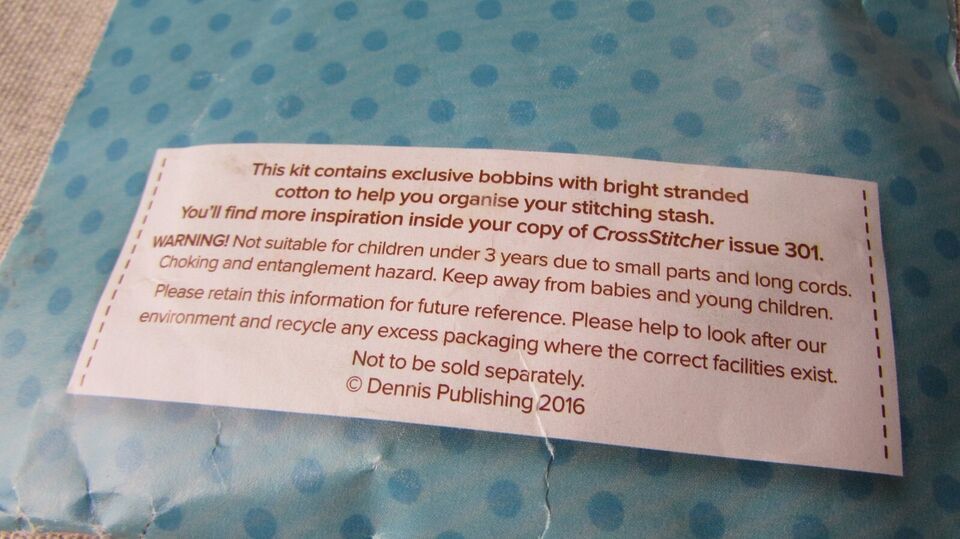 This kit contains exclusive bobbins with bright stranded
cotton to help you organise your stitching stash.
You'll find more inspiration inside your copy of CrossStitcher issue 301.
WARNING! Not suitable for children under 3 years due to small parts and long cords.
Choking and entanglement hazard. Keep away from babies and young children.
Please retain this information for future reference. Please help to look after our
environment and recycle any excess packaging where the correct facilities exist.
Not to be sold separately.
© Dennis Publishing 2016